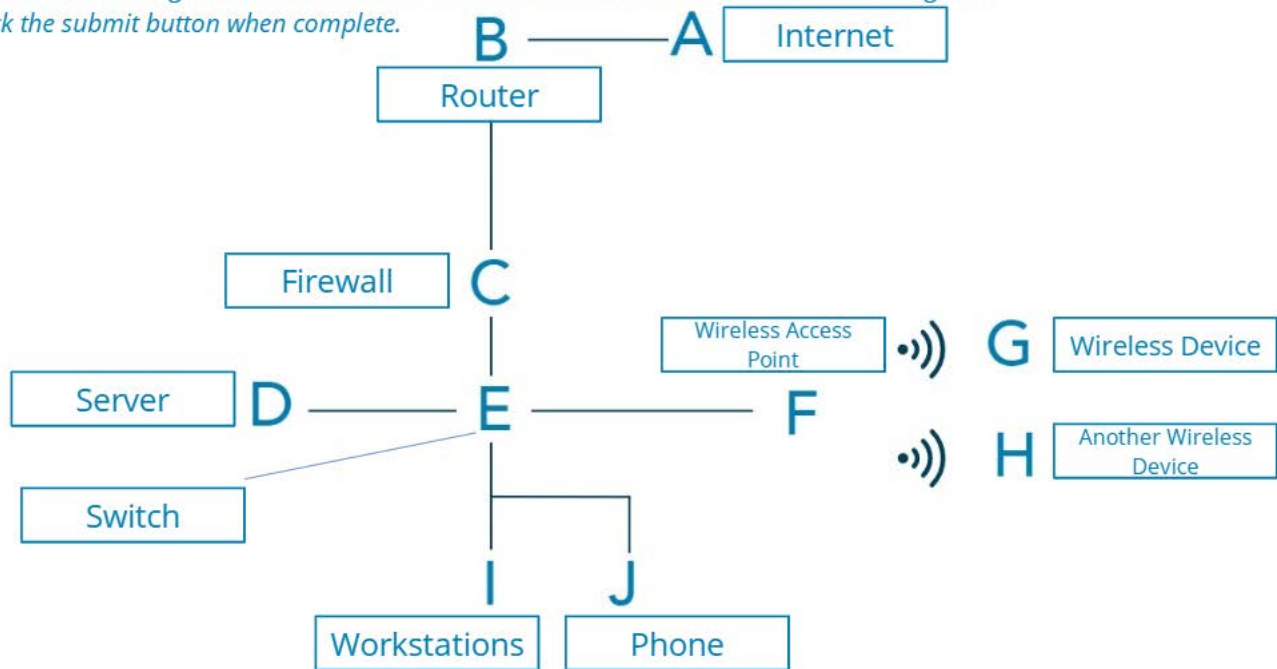 ck the submit button when complete.
B
A
Internet
Router
Firewall
C
Wireless Access
Point
G
Wireless Device
Server
D
E
F
H
Another Wireless
Device
Switch
I
J
Workstations
Phone